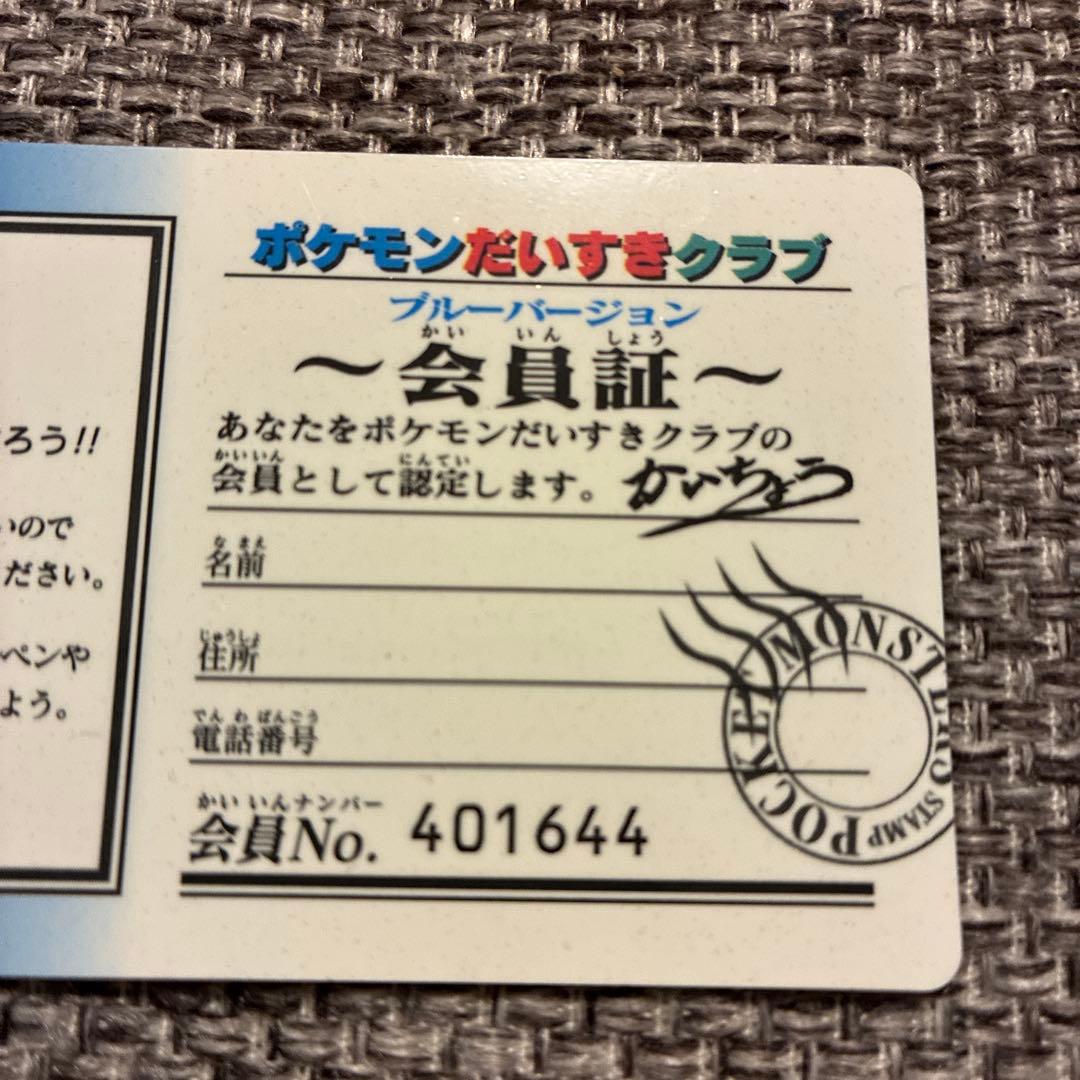 ろう!!
いので
ださい。
ペンや
よう。
ポケモンだいすきクラブ
ブルーバージョン
かい いん しょう
〜会員証〜
あなたをポケモンだいすきクラブの
かいいん にんてい
会員として認定します。 かいちょう
な まえ
名前
じゅうしょ
住所
でん わ ばんごう
電話番号
かい いんナンバー
会員No. 401644
POCKET MONSTERS STAMP